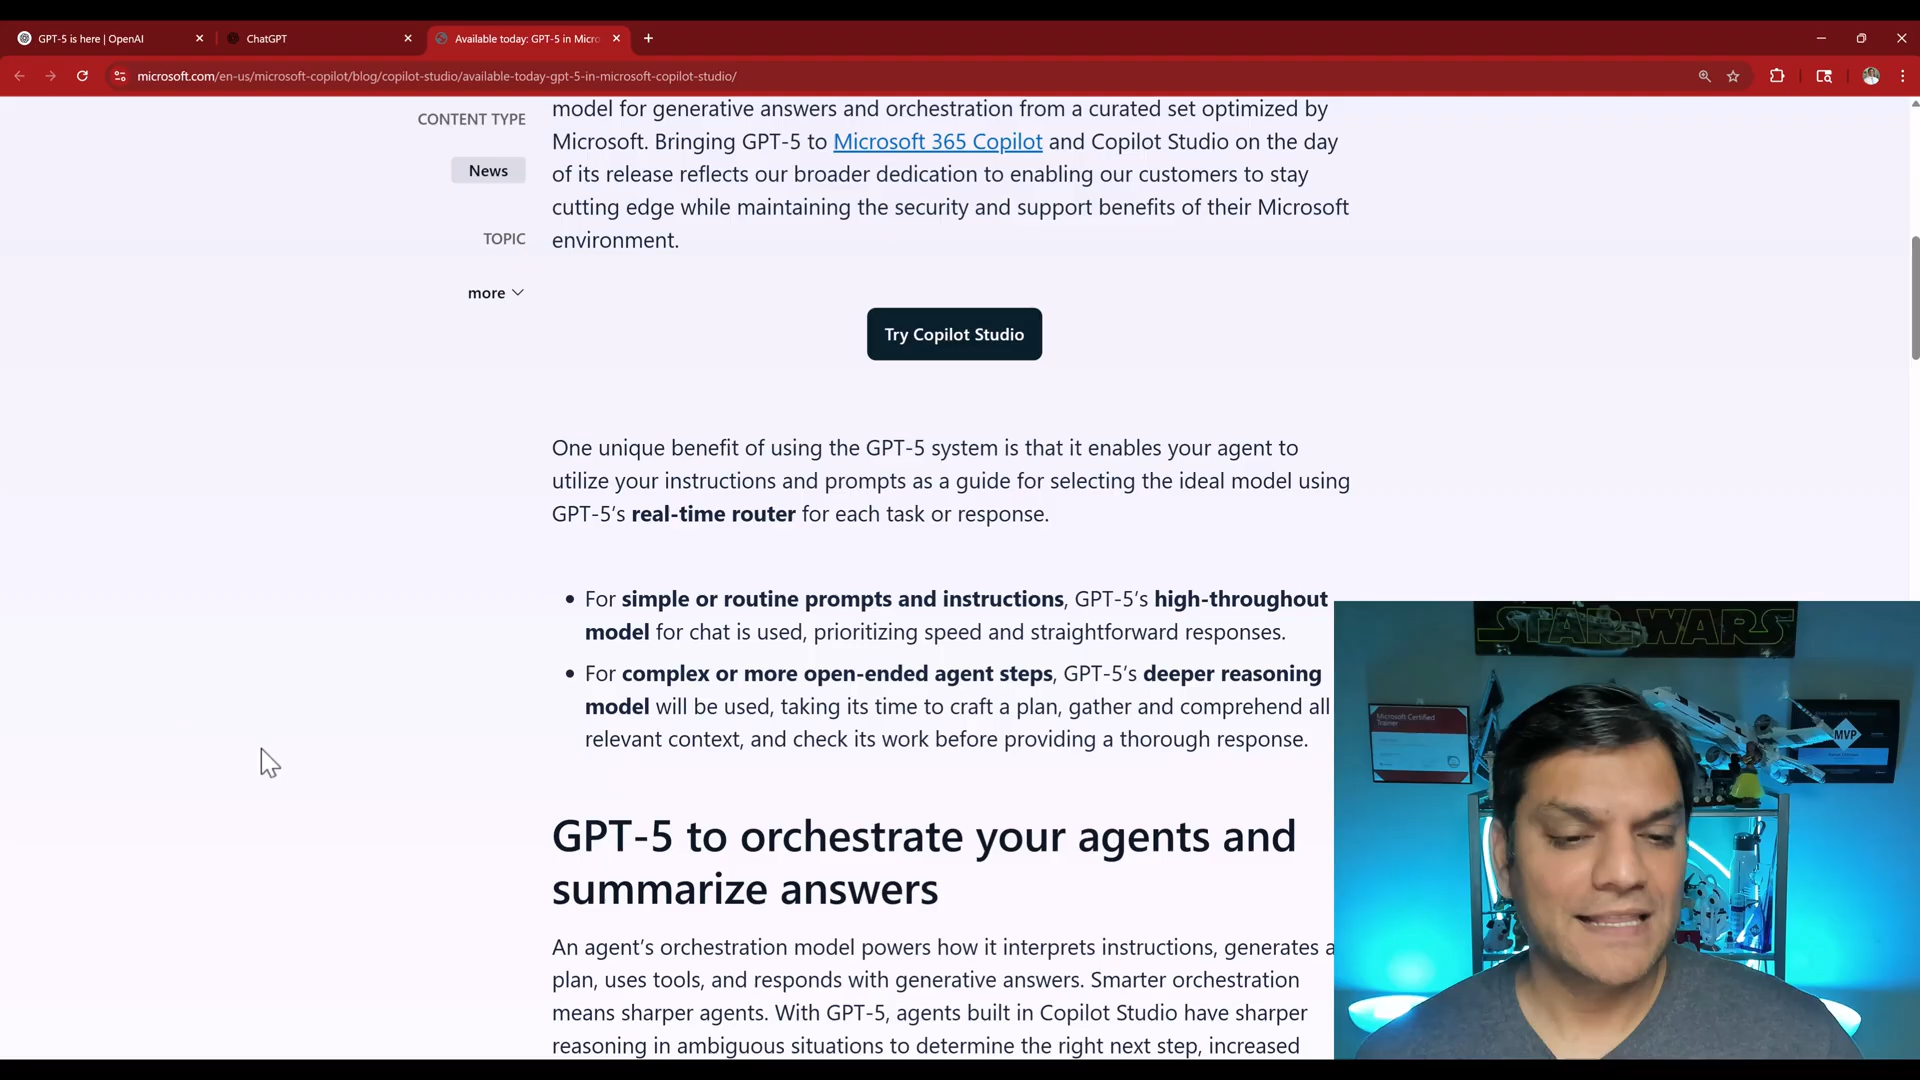 GPT-5 is here | OpenAI
ChatGPT
Available today: GPT-5 in Micro
microsoft.com/en-us/microsoft-copilot/blog/copilot-studio/available-today-gpt-5-in-microsoft-copilot-studio/
CONTENT TYPE
News
TOPIC
more
model for generative answers and orchestration from a curated set optimized by
Microsoft. Bringing GPT-5 to Microsoft 365 Copilot and Copilot Studio on the day
of its release reflects our broader dedication to enabling our customers to stay
cutting edge while maintaining the security and support benefits of their Microsoft
environment.
Try Copilot Studio
One unique benefit of using the GPT-5 system is that it enables your agent to
utilize your instructions and prompts as a guide for selecting the ideal model using
GPT-5’s real-time router for each task or response.
• For simple or routine prompts and instructions, GPT-5’s high-throughout
model for chat is used, prioritizing speed and straightforward responses.
• For complex or more open-ended agent steps, GPT-5’s deeper reasoning
model will be used, taking its time to craft a plan, gather and comprehend all
relevant context, and check its work before providing a thorough response.
GPT-5 to orchestrate your agents and
summarize answers
An agent’s orchestration model powers how it interprets instructions, generates a
plan, uses tools, and responds with generative answers. Smarter orchestration
means sharper agents. With GPT-5, agents built in Copilot Studio have sharper
reasoning in ambiguous situations to determine the right next step, increased
STAR WARS
Microsoft Certified
Trainer
MVP